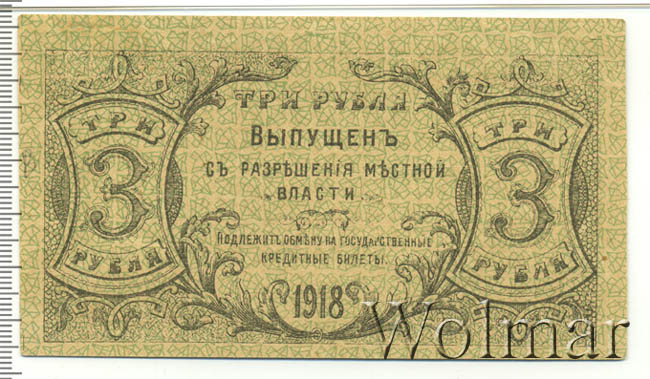 ТРИ РУБЛЯ
ТРИ
3
РУБЛЯ
ВЫПУЩЕНЪ
СЪ РАЗРѢШЕНІЯ МѢСТНОЙ
ВЛАСТИ
ПОДЛЕЖИТЪ ОБМѢНУ НА ГОСУДАРСТВЕННЫЕ
КРЕДИТНЫЕ БИЛЕТЫ.
1918
ТРИ
3
РУБЛЯ
Wolmar